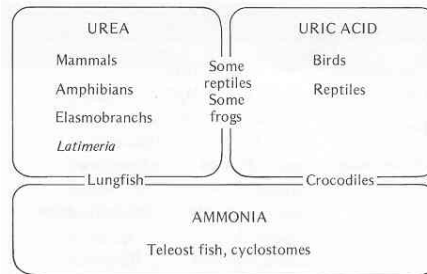 UREA
Mammals
Amphibians
Elasmobranchs
Latimeria
Some
reptiles
Some
frogs
URIC ACID
Birds
Reptiles
Lungfish
Crocodiles
AMMONIA
Teleost fish, cyclostomes